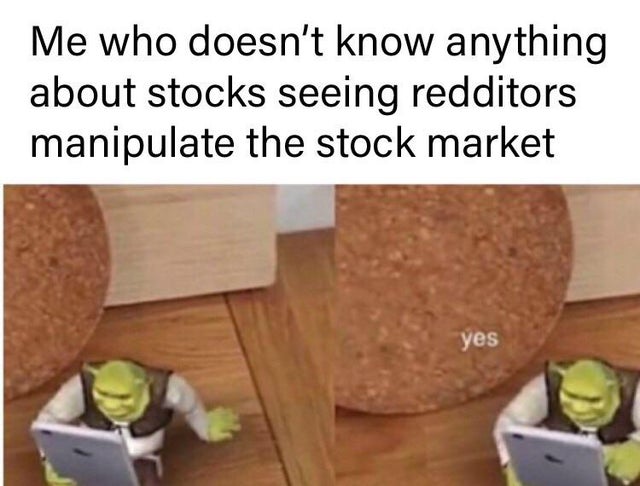 Me who doesn't know anything
about stocks seeing redditors
manipulate the stock market
yes